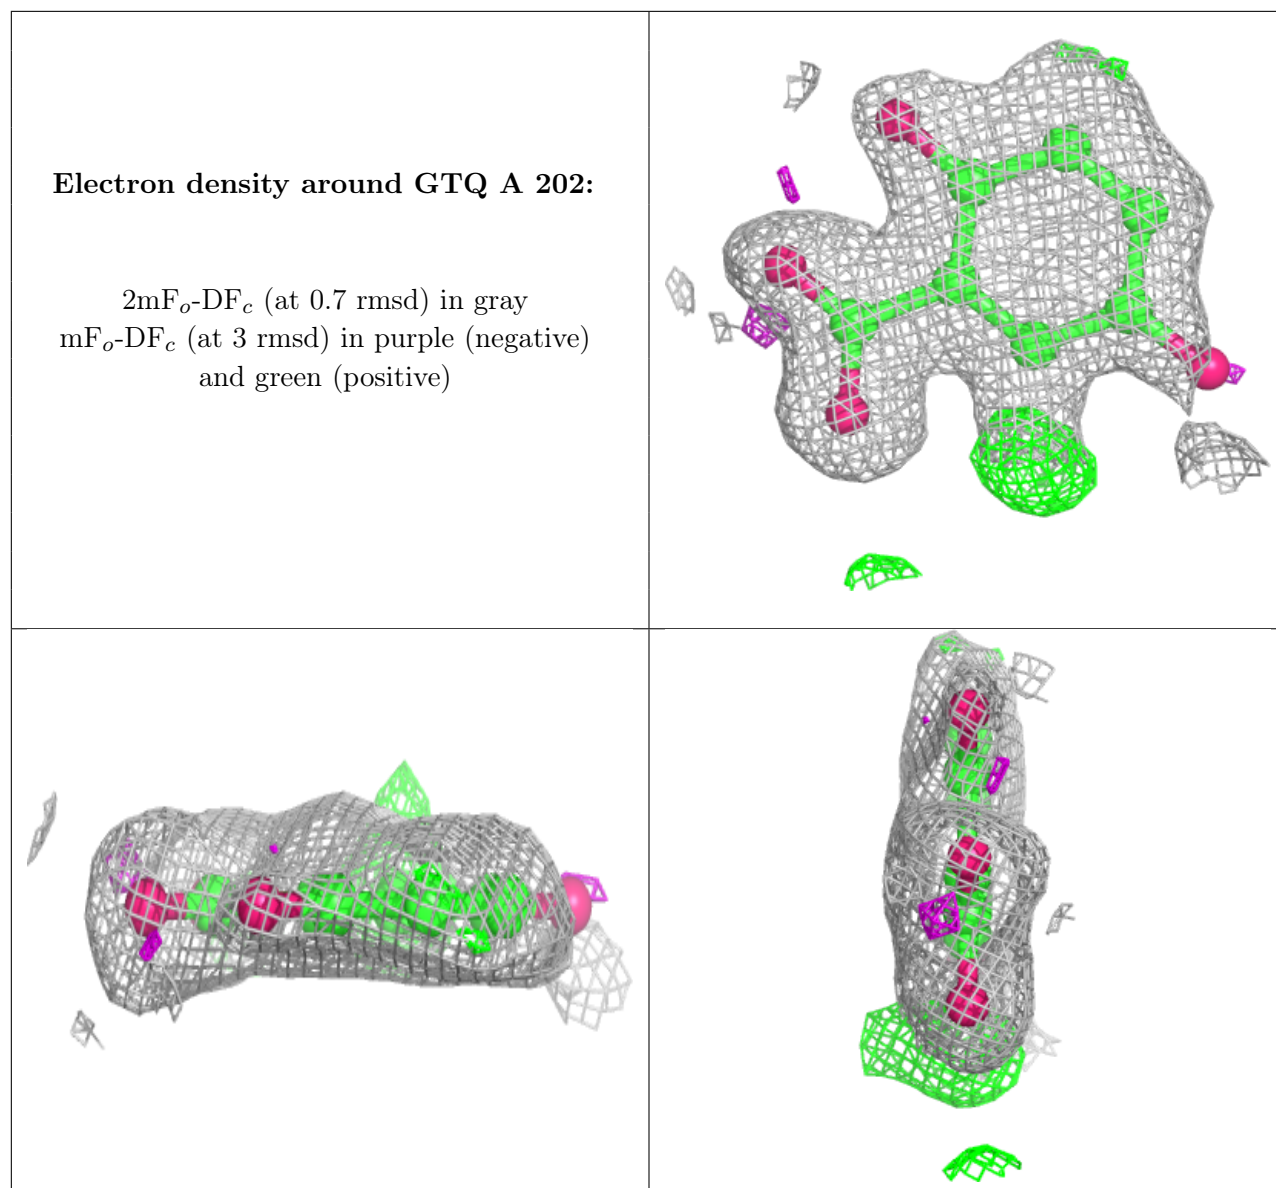 Electron density around GTQ A 202:
2mFo-DFc (at 0.7 rmsd) in gray
mFo-DFc (at 3 rmsd) in purple (negative)
and green (positive)